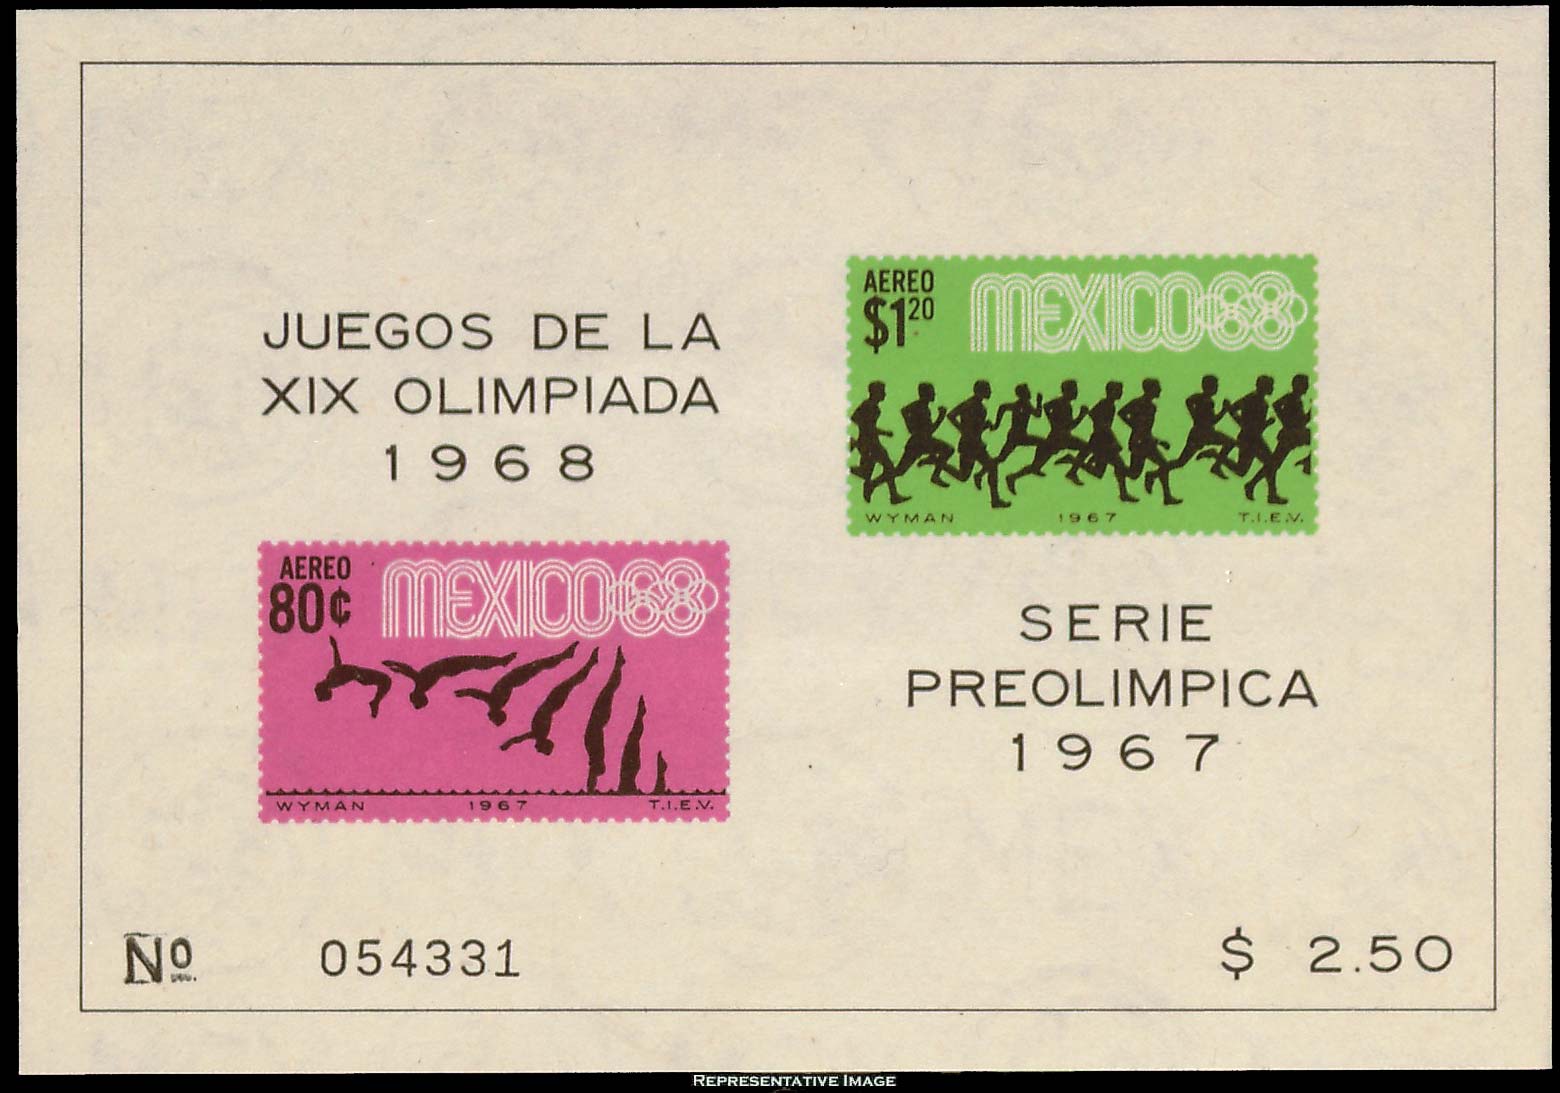 JUEGOS DE LA
XIX OLIMPIADA
1968
AEREO
80¢
MEXICO68
WYMAN 1967 T.I.E.V.
AEREO
$1.20
MEXICO68
WYMAN 1967 T.I.E.V.
SERIE
PREOLIMPICA
1967
Nº 054331
$ 2.50
REPRESENTATIVE IMAGE